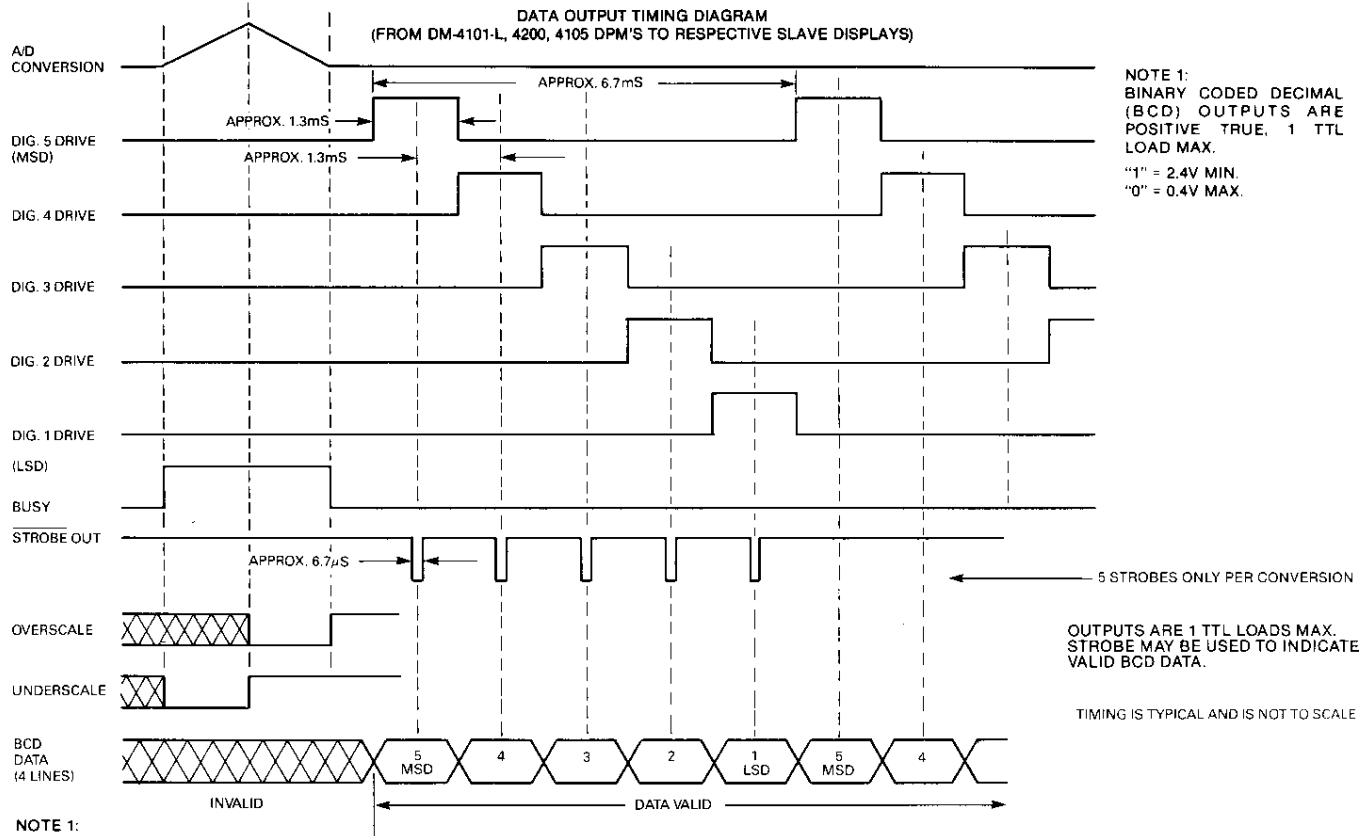 DATA OUTPUT TIMING DIAGRAM
(FROM DM-4101-L, 4200, 4105 DPM'S TO RESPECTIVE SLAVE DISPLAYS)
A/D
CONVERSION
APPROX. 6.7mS
NOTE 1:
BINARY CODED DECIMAL
(BCD) OUTPUTS ARE
POSITIVE TRUE, 1 TTL
LOAD MAX.
"1" = 2.4V MIN.
"0" = 0.4V MAX.
APPROX. 1.3mS
DIG. 5 DRIVE
(MSD)
APPROX. 1.3mS
DIG. 4 DRIVE
DIG. 3 DRIVE
DIG. 2 DRIVE
DIG. 1 DRIVE
(LSD)
BUSY
STROBE OUT
APPROX. 6.7μS
5 STROBES ONLY PER CONVERSION
OVERSCALE
OUTPUTS ARE 1 TTL LOADS MAX.
STROBE MAY BE USED TO INDICATE
VALID BCD DATA.
UNDERSCALE
TIMING IS TYPICAL AND IS NOT TO SCALE
BCD
DATA
(4 LINES)
5
MSD
4
3
2
1
LSD
5
MSD
4
INVALID
DATA VALID
NOTE 1: